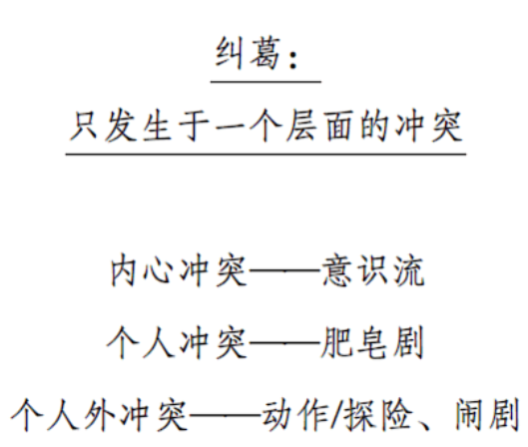 纠葛：
只发生于一个层面的冲突
内心冲突——意识流
个人冲突——肥皂剧
个人外冲突——动作/探险、闹剧